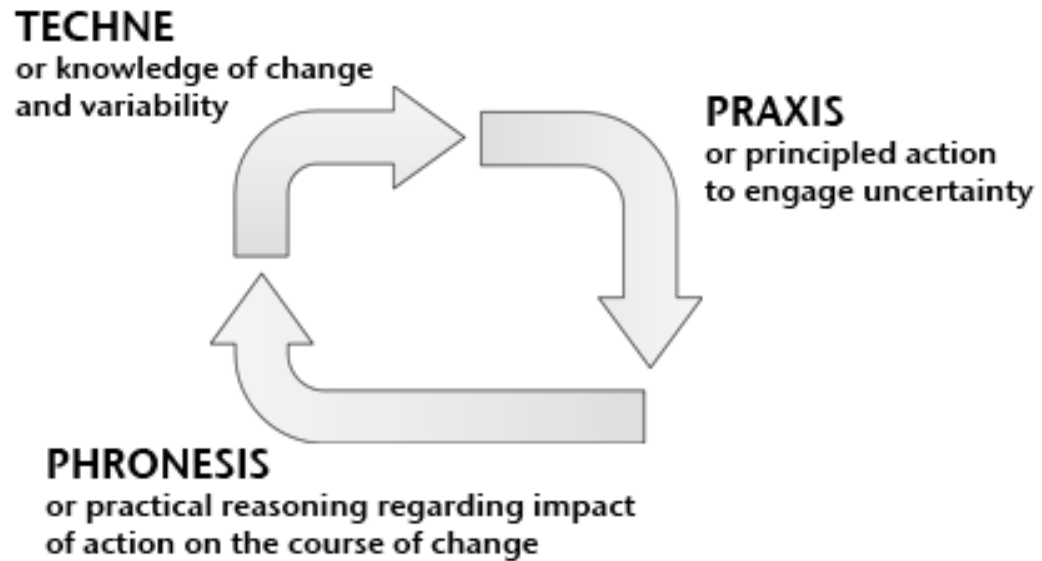 TECHNE
or knowledge of change
and variability
PRAXIS
or principled action
to engage uncertainty
PHRONESIS
or practical reasoning regarding impact
of action on the course of change